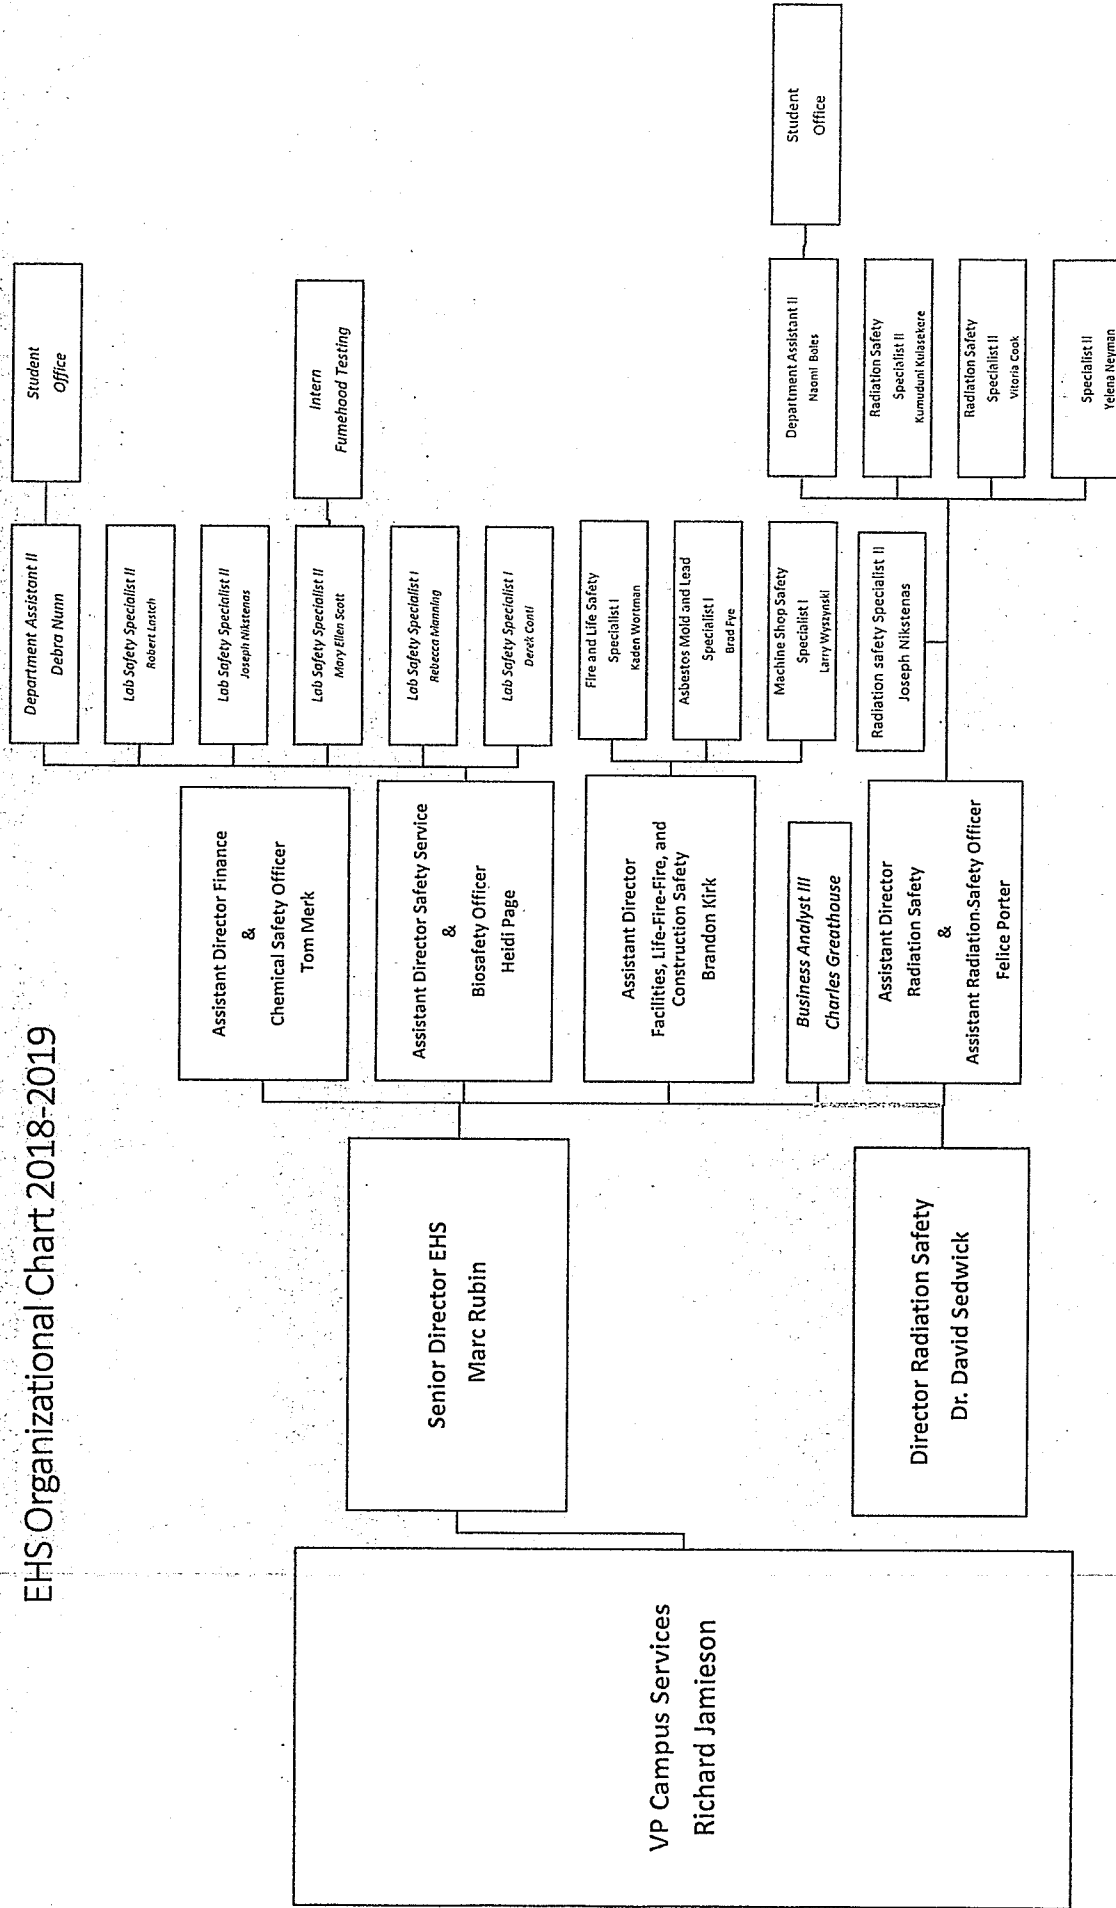 EHS Organizational Chart 2018-2019
VP Campus Services
Richard Jamieson
Senior Director EHS
Marc Rubin
Director Radiation Safety
Dr. David Sedwick
Assistant Director Finance
&
Chemical Safety Officer
Tom Merk
Assistant Director Safety Service
&
Biosafety Officer
Heidi Page
Assistant Director
Facilities, Life-Fire-Fire, and
Construction Safety
Brandon Kirk
Business Analyst III
Charles Greathouse
Assistant Director
Radiation Safety
&
Assistant Radiation Safety Officer
Felice Porter
Department Assistant II
Debra Nunn
Lab Safety Specialist II
Robert Lastch
Lab Safety Specialist II
Joseph Nikstenas
Lab Safety Specialist II
Mary Ellen Scott
Lab Safety Specialist I
Rebecca Manning
Lab Safety Specialist I
Derek Conti
Fire and Life Safety
Specialist I
Kaden Wortman
Asbestos Mold and Lead
Specialist I
Brad Fye
Machine Shop Safety
Specialist I
Larry Wyszynski
Radiation safety Specialist II
Joseph Nikstenas
Student
Office
Intern
Fumehood Testing
Department Assistant II
Naomi Boles
Radiation Safety
Specialist II
Kumuduni Kulasekere
Radiation Safety
Specialist II
Vitoria Cook
Specialist II
Yelena Neyman
Student
Office